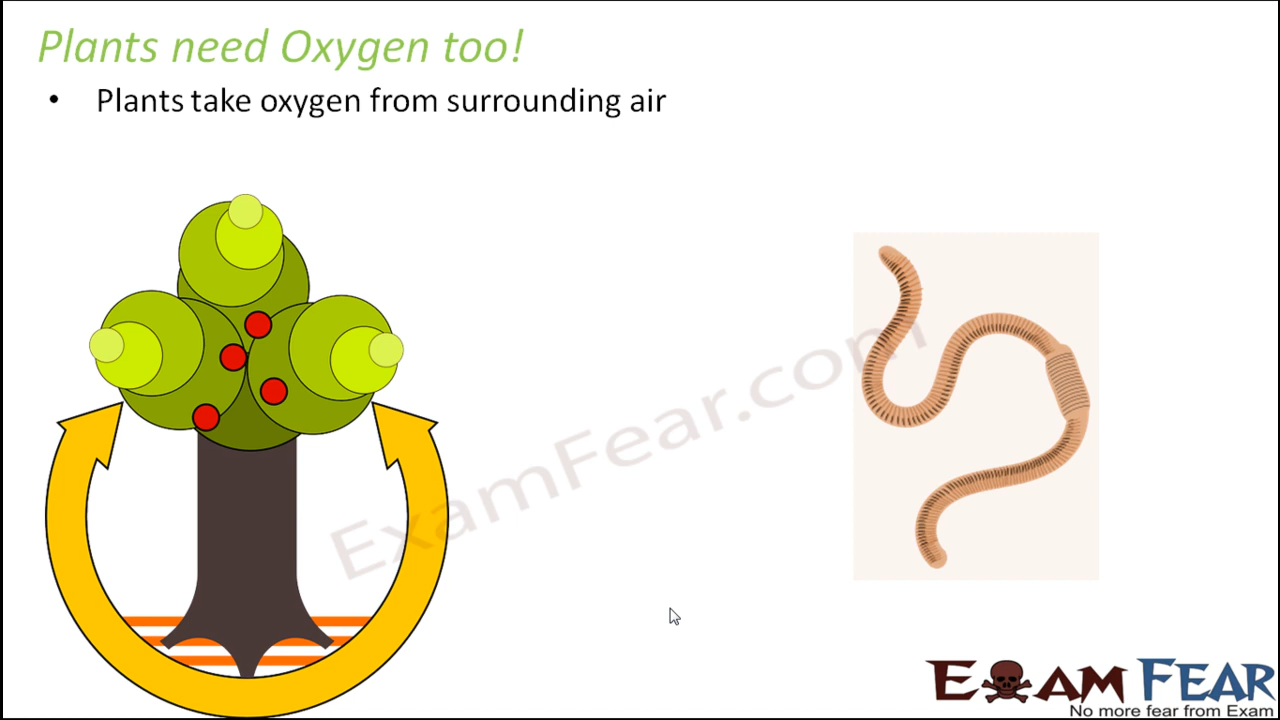 Plants need Oxygen too!
• Plants take oxygen from surrounding air
ExamFear.com
EXAM FEAR
No more fear from Exam